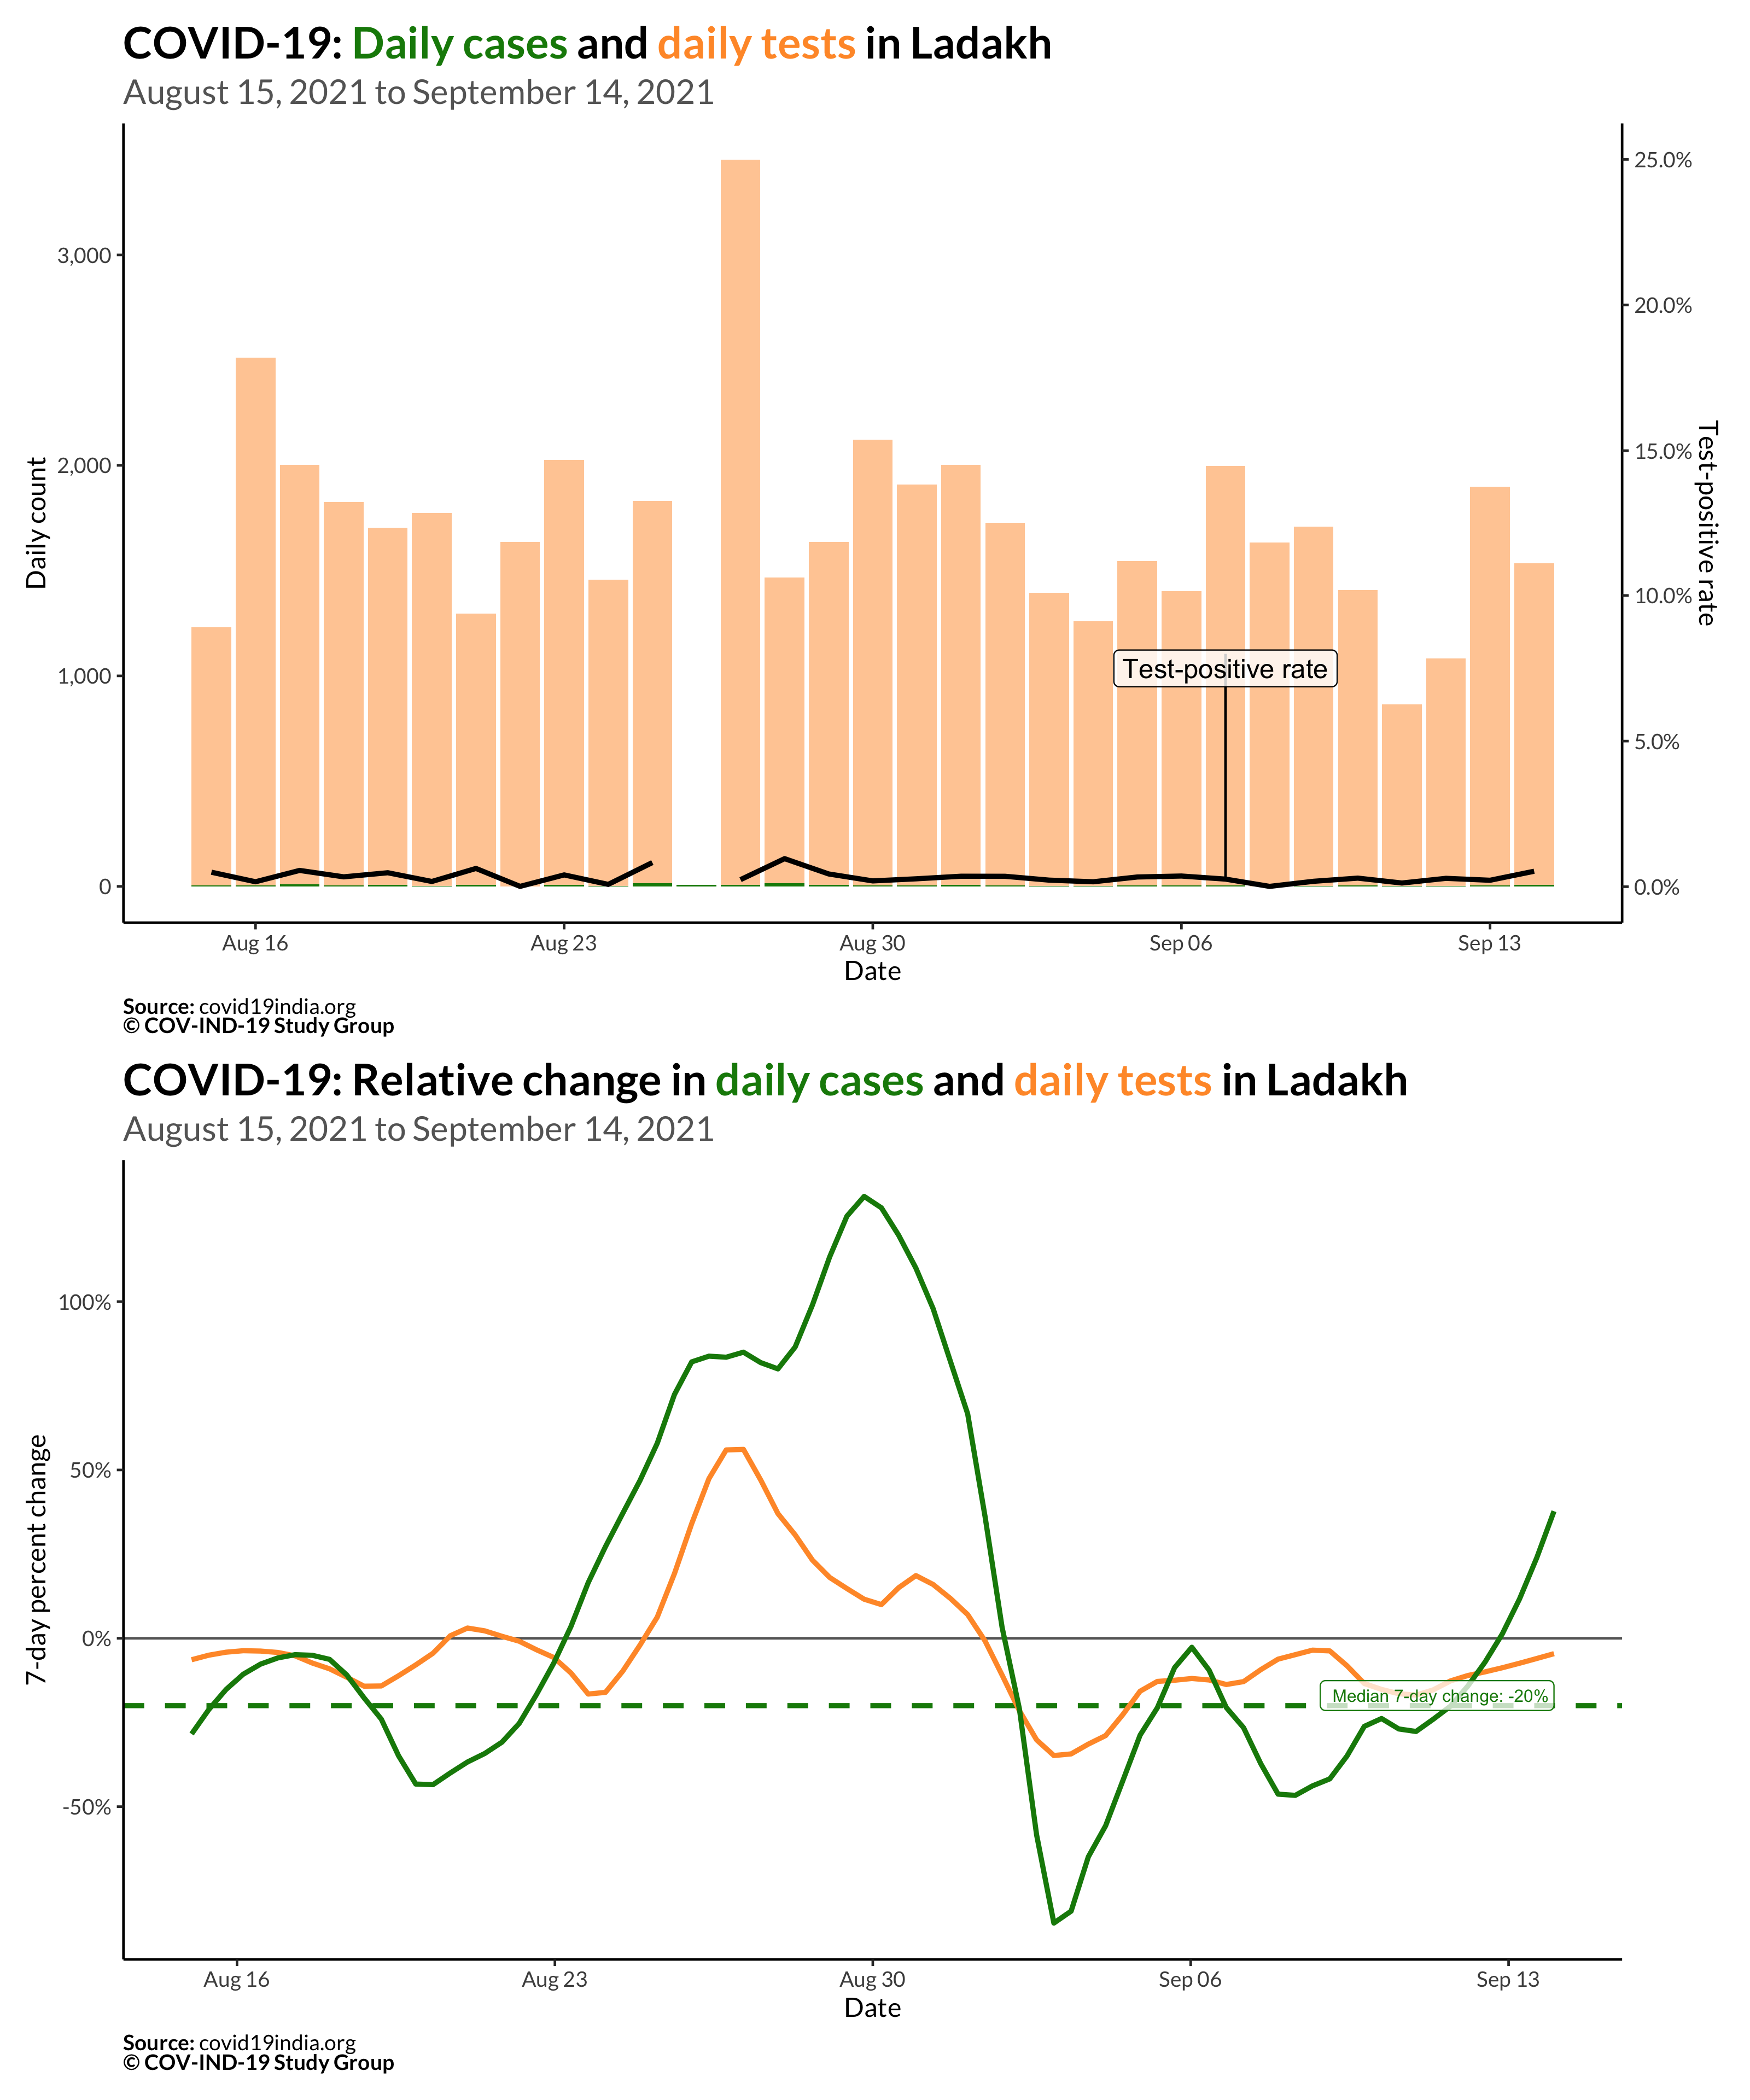 COVID-19: Daily cases and daily tests in Ladakh
August 15, 2021 to September 14, 2021
Daily count
3,000
2,000
1,000
0
25.0%
20.0%
15.0%
10.0%
5.0%
0.0%
Test-positive rate
Test-positive rate
Aug 16
Aug 23
Aug 30
Sep 06
Sep 13
Date
Source: covid19india.org
© COV-IND-19 Study Group
COVID-19: Relative change in daily cases and daily tests in Ladakh
August 15, 2021 to September 14, 2021
7-day percent change
100%
50%
0%
-50%
Median 7-day change: -20%
Aug 16
Aug 23
Aug 30
Sep 06
Sep 13
Date
Source: covid19india.org
© COV-IND-19 Study Group